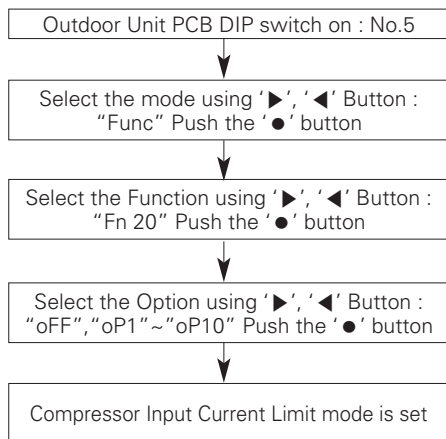 Outdoor Unit PCB DIP switch on : No.5
Select the mode using ‘▶’, ‘◀’ Button :
“Func” Push the ‘●’ button
Select the Function using ‘▶’, ‘◀’ Button :
“Fn 20” Push the ‘●’ button
Select the Option using ‘▶’, ‘◀’ Button :
“oFF”,“oP1”~”oP10” Push the ‘●’ button
Compressor Input Current Limit mode is set